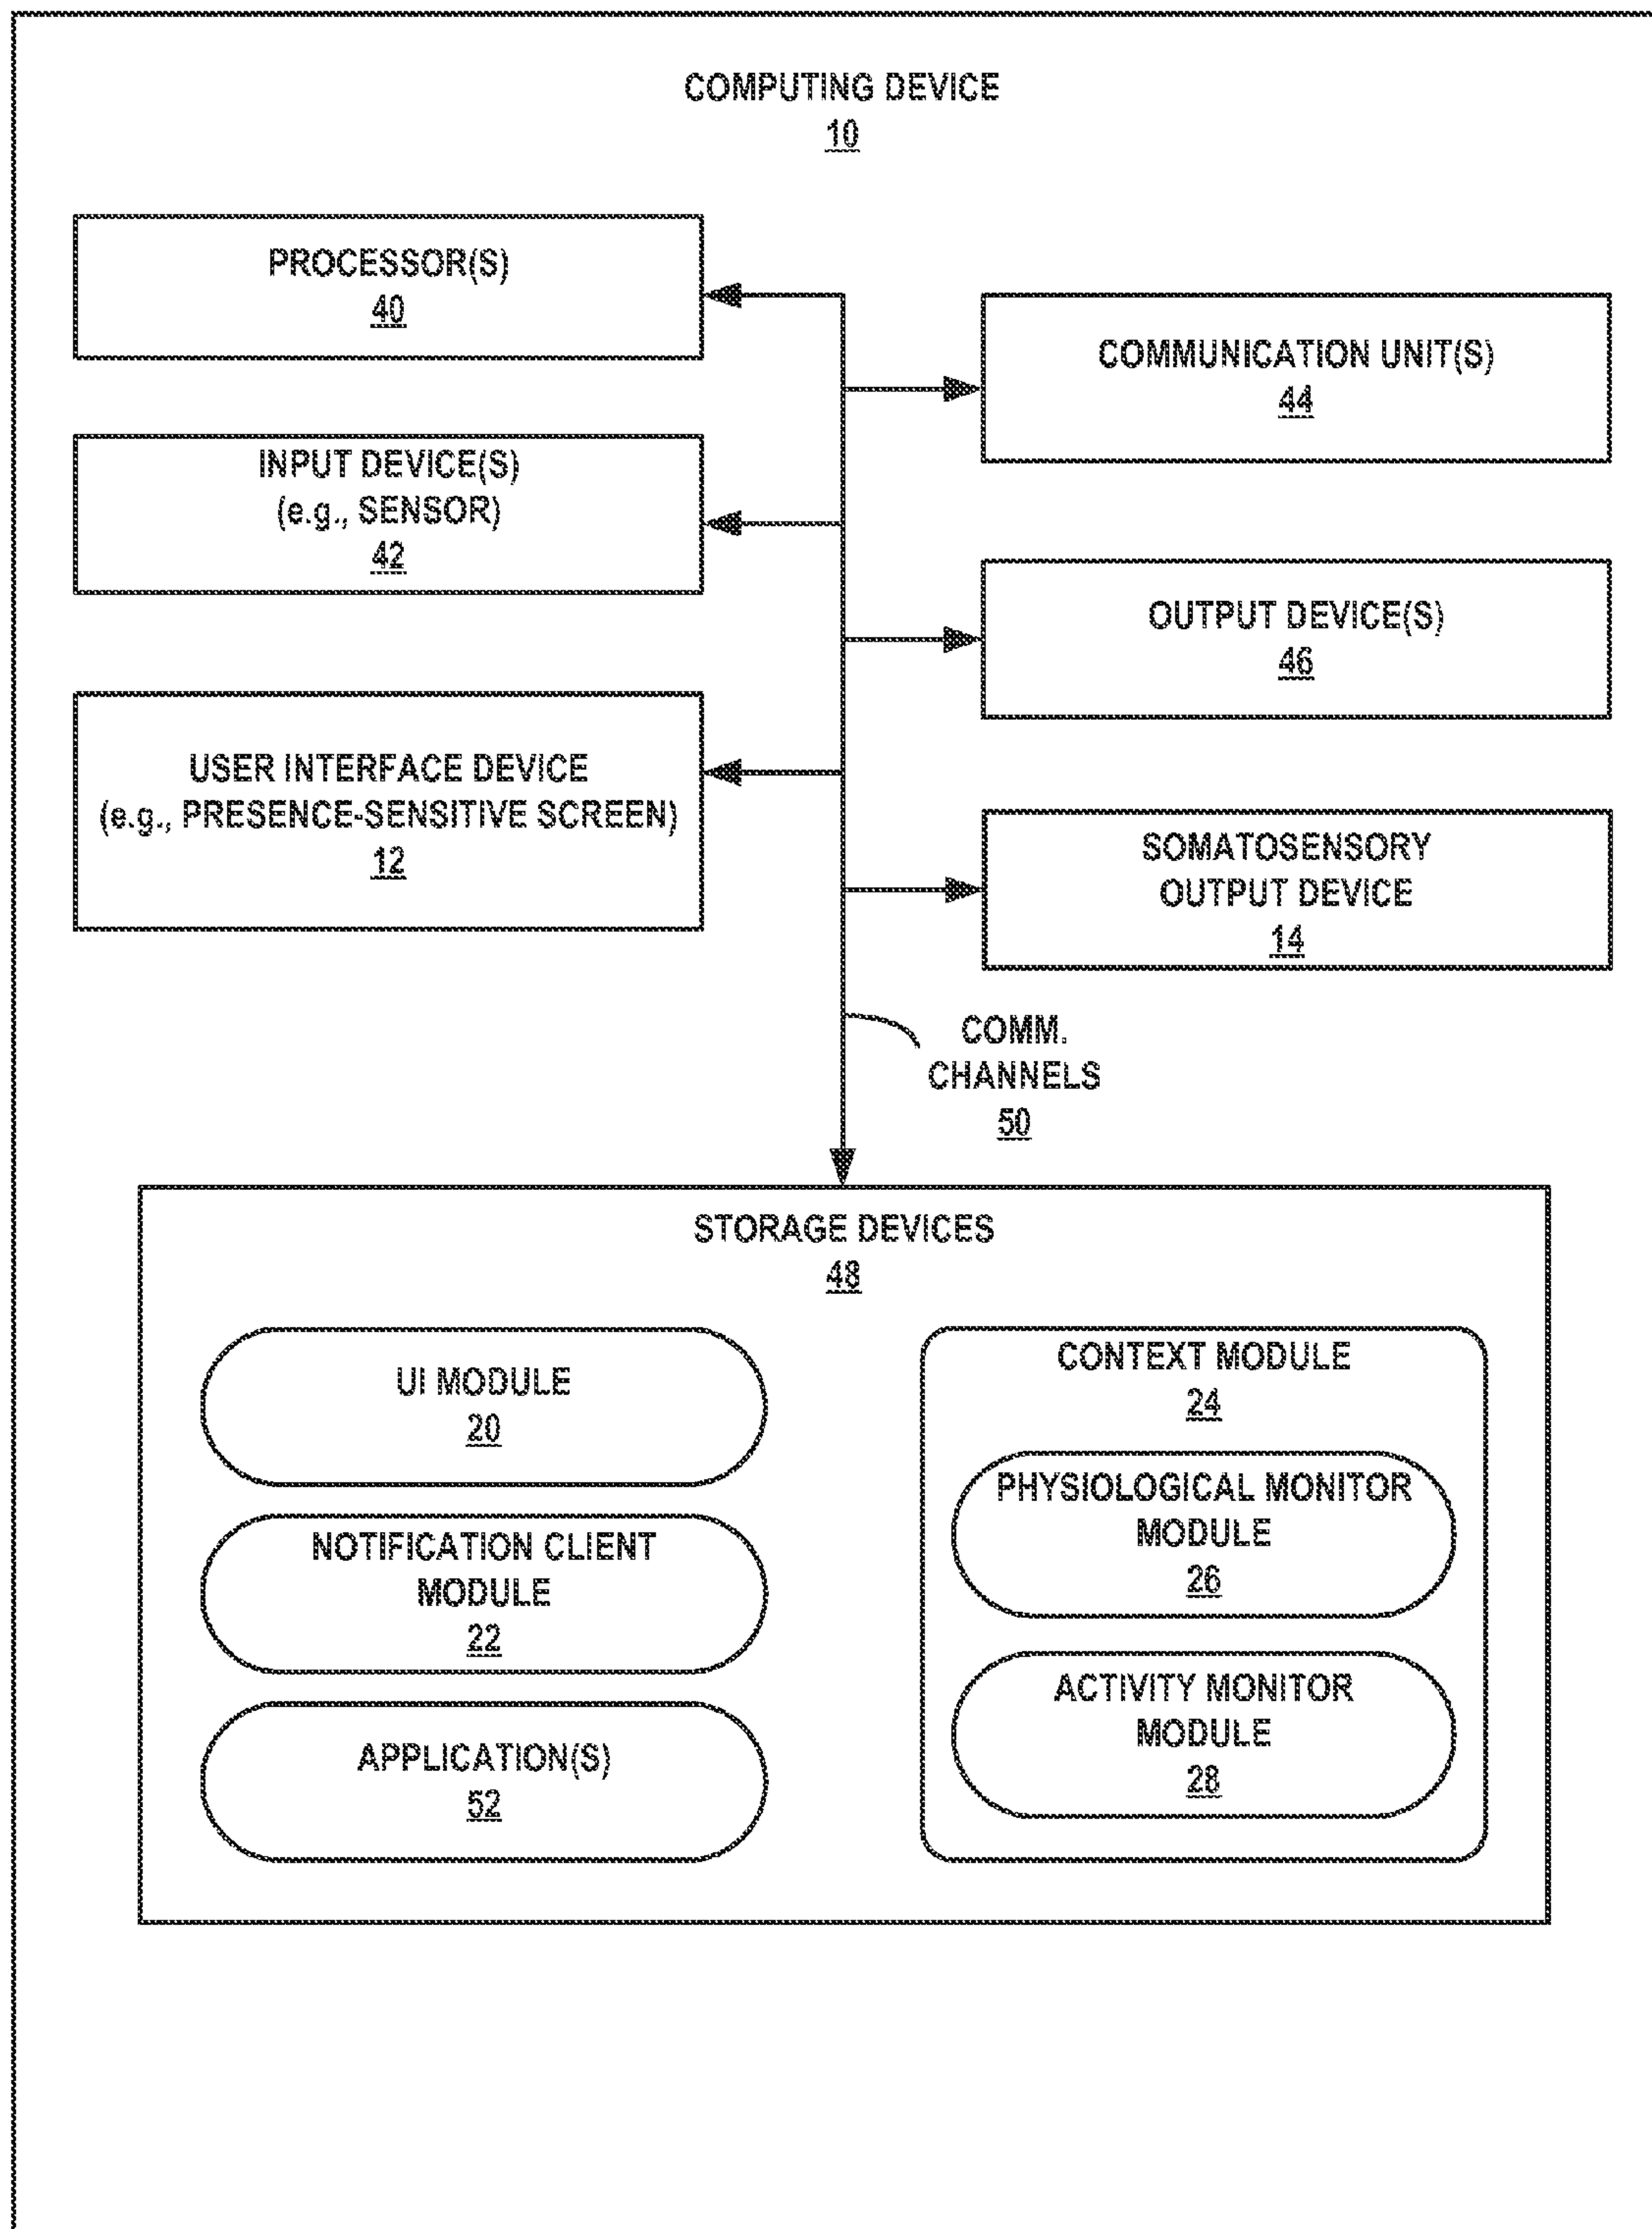 COMPUTING DEVICE
10
PROCESSOR(S)
40
INPUT DEVICE(S)
(e.g., SENSOR)
42
USER INTERFACE DEVICE
(e.g., PRESENCE-SENSITIVE SCREEN)
12
COMMUNICATION UNIT(S)
44
OUTPUT DEVICE(S)
46
SOMATOSENSORY
OUTPUT DEVICE
14
COMM.
CHANNELS
50
STORAGE DEVICES
48
UI MODULE
20
NOTIFICATION CLIENT
MODULE
22
APPLICATION(S)
52
CONTEXT MODULE
24
PHYSIOLOGICAL MONITOR
MODULE
26
ACTIVITY MONITOR
MODULE
28